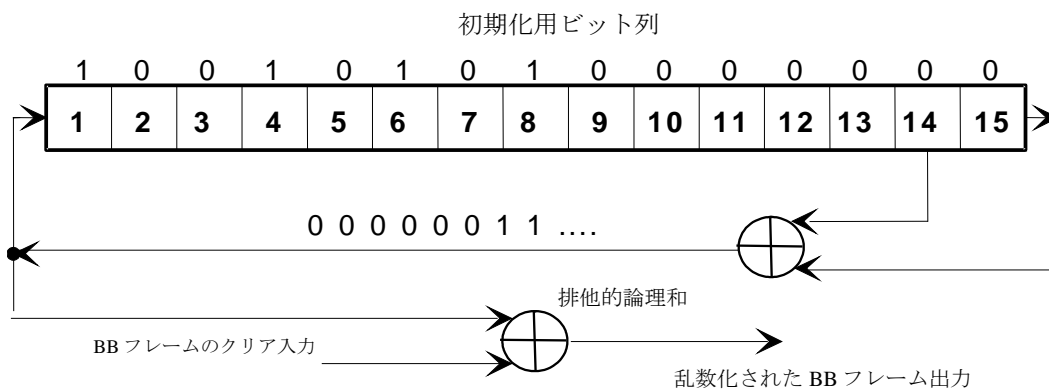 初期化用ビット列
1 0 0 1 0 1 0 1 0 0 0 0 0 0 0
1 2 3 4 5 6 7 8 9 10 11 12 13 14 15
0 0 0 0 0 0 1 1 ....
排他的論理和
BB フレームのクリア入力
乱数化された BB フレーム出力